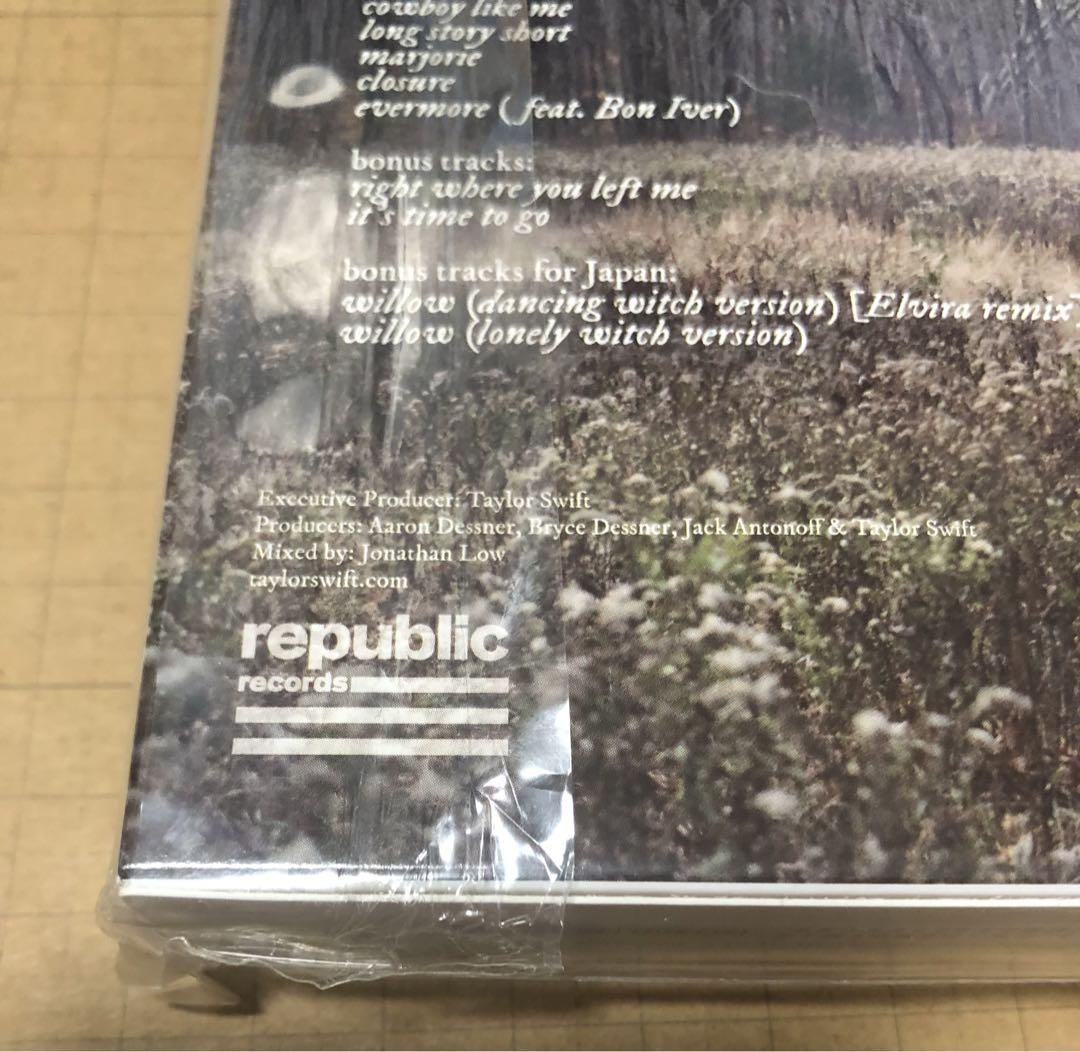 cowboy like me
long story short
marjorie
closure
evermore (feat. Bon Iver)
bonus tracks:
right where you left me
it's time to go
bonus tracks for Japan:
willow (dancing witch version) [Elvira remix]
willow (lonely witch version)
Executive Producer: Taylor Swift
Producers: Aaron Dessner, Bryce Dessner, Jack Antonoff & Taylor Swift
Mixed by: Jonathan Low
taylorswift.com
republic
records